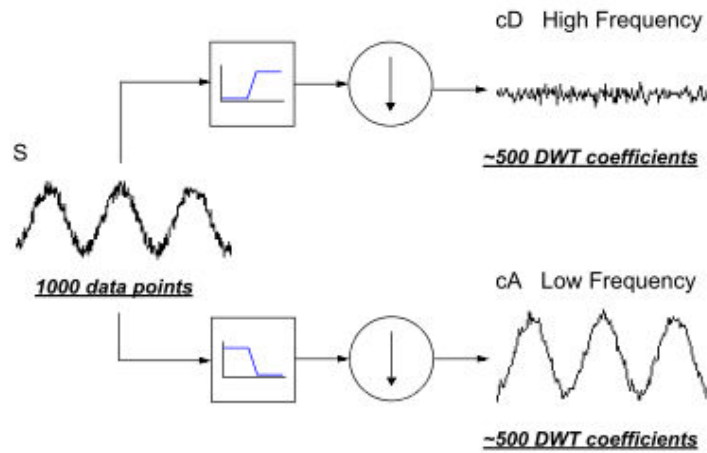 cD High Frequency
~500 DWT coefficients
S
1000 data points
cA Low Frequency
~500 DWT coefficients